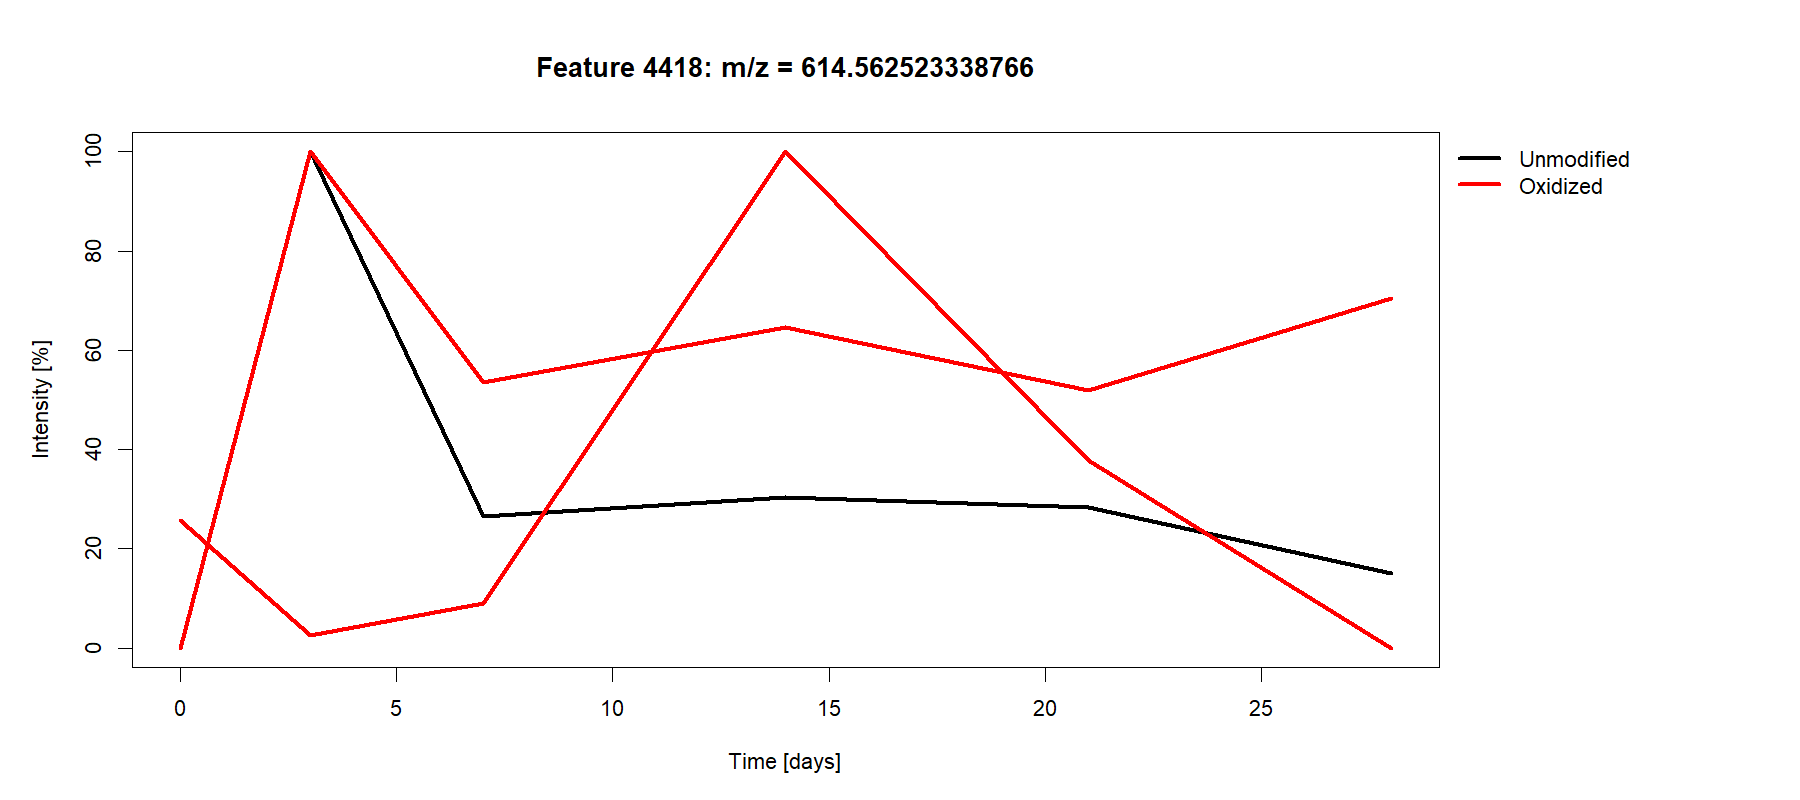 Feature 4418: m/z = 614.562523338766
Unmodified
Oxidized
Intensity [%]
100
80
60
40
20
0
0 5 10 15 20 25
Time [days]